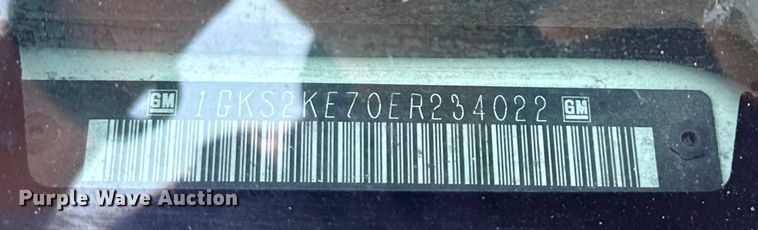 GM 1GKS2KE70ER234022 GM
Purple Wave Auction